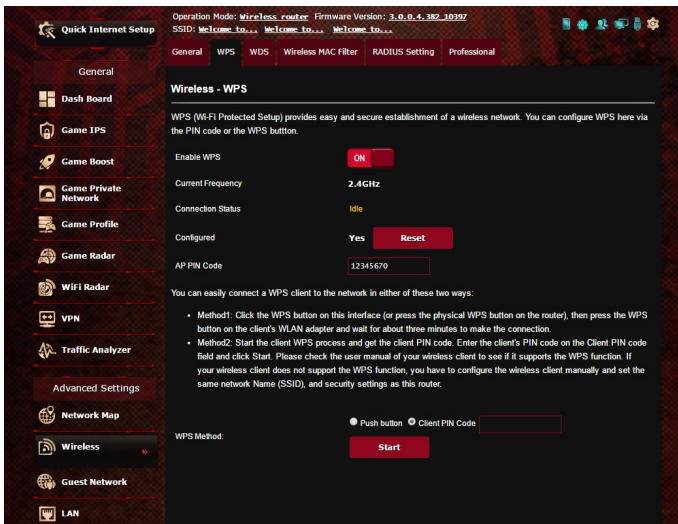 Quick Internet Setup
Operation Mode: Wireless router Firmware Version: 3.0.0.4.382_10397
SSID: Welcome to... Welcome to... Welcome to...
General WPS WDS Wireless MAC Filter RADIUS Setting Professional
General
Dash Board
Game IPS
Game Boost
Game Private
Network
Game Profile
Game Radar
WiFi Radar
VPN
Traffic Analyzer
Advanced Settings
Network Map
Wireless
Guest Network
LAN
Wireless - WPS
WPS (Wi-Fi Protected Setup) provides easy and secure establishment of a wireless network. You can configure WPS here via
the PIN code or the WPS buttton.
Enable WPS ON
Current Frequency 2.4GHz
Connection Status Idle
Configured Yes Reset
AP PIN Code 12345670
You can easily connect a WPS client to the network in either of these two ways:
• Method1: Click the WPS button on this interface (or press the physical WPS button on the router), then press the WPS
button on the client's WLAN adapter and wait for about three minutes to make the connection.
• Method2: Start the client WPS process and get the client PIN code. Enter the client's PIN code on the Client PIN code
field and click Start. Please check the user manual of your wireless client to see if it supports the WPS function. If
your wireless client does not support the WPS function, you have to configure the wireless client manually and set the
same network Name (SSID), and security settings as this router.
WPS Method: Push button Client PIN Code
Start